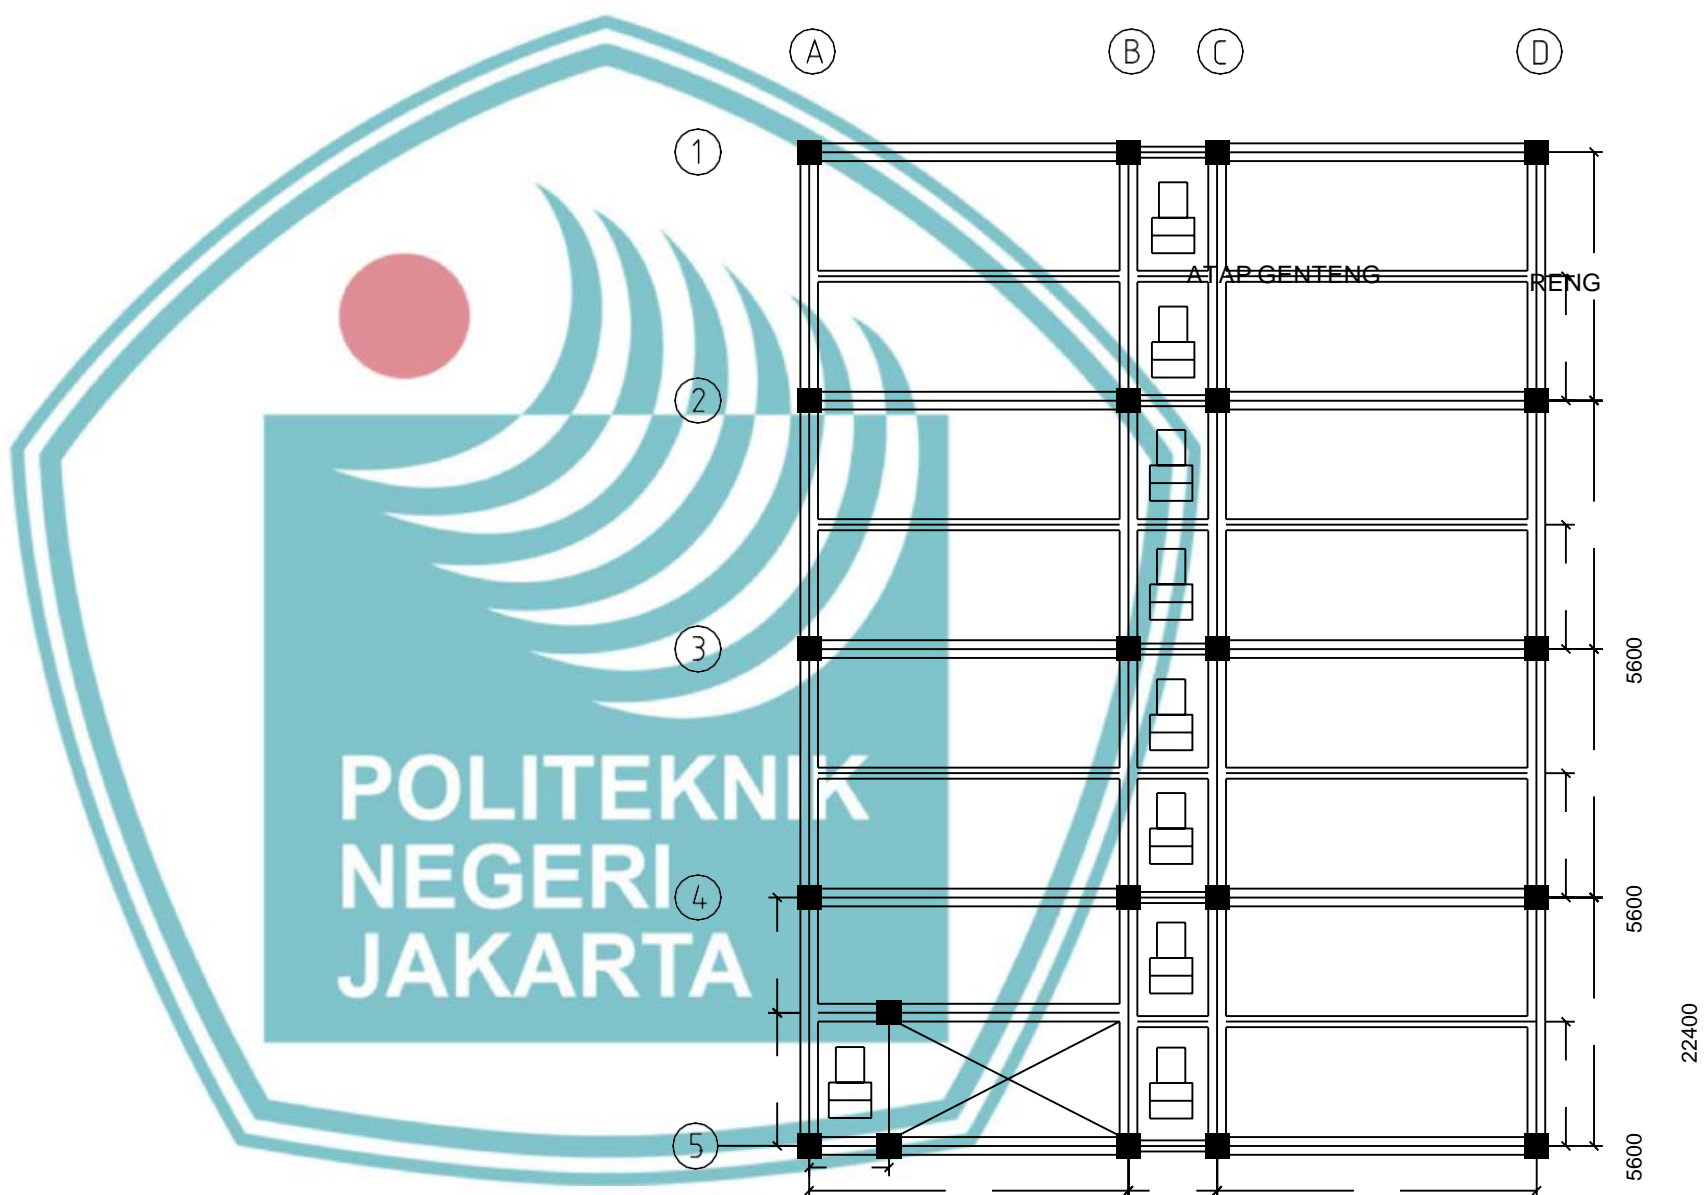 A B C D
1
ATAP GENTENG
RENG
2
3
5600
POLITEKNIK
NEGERI
JAKARTA
4
5600
22400
5
5600